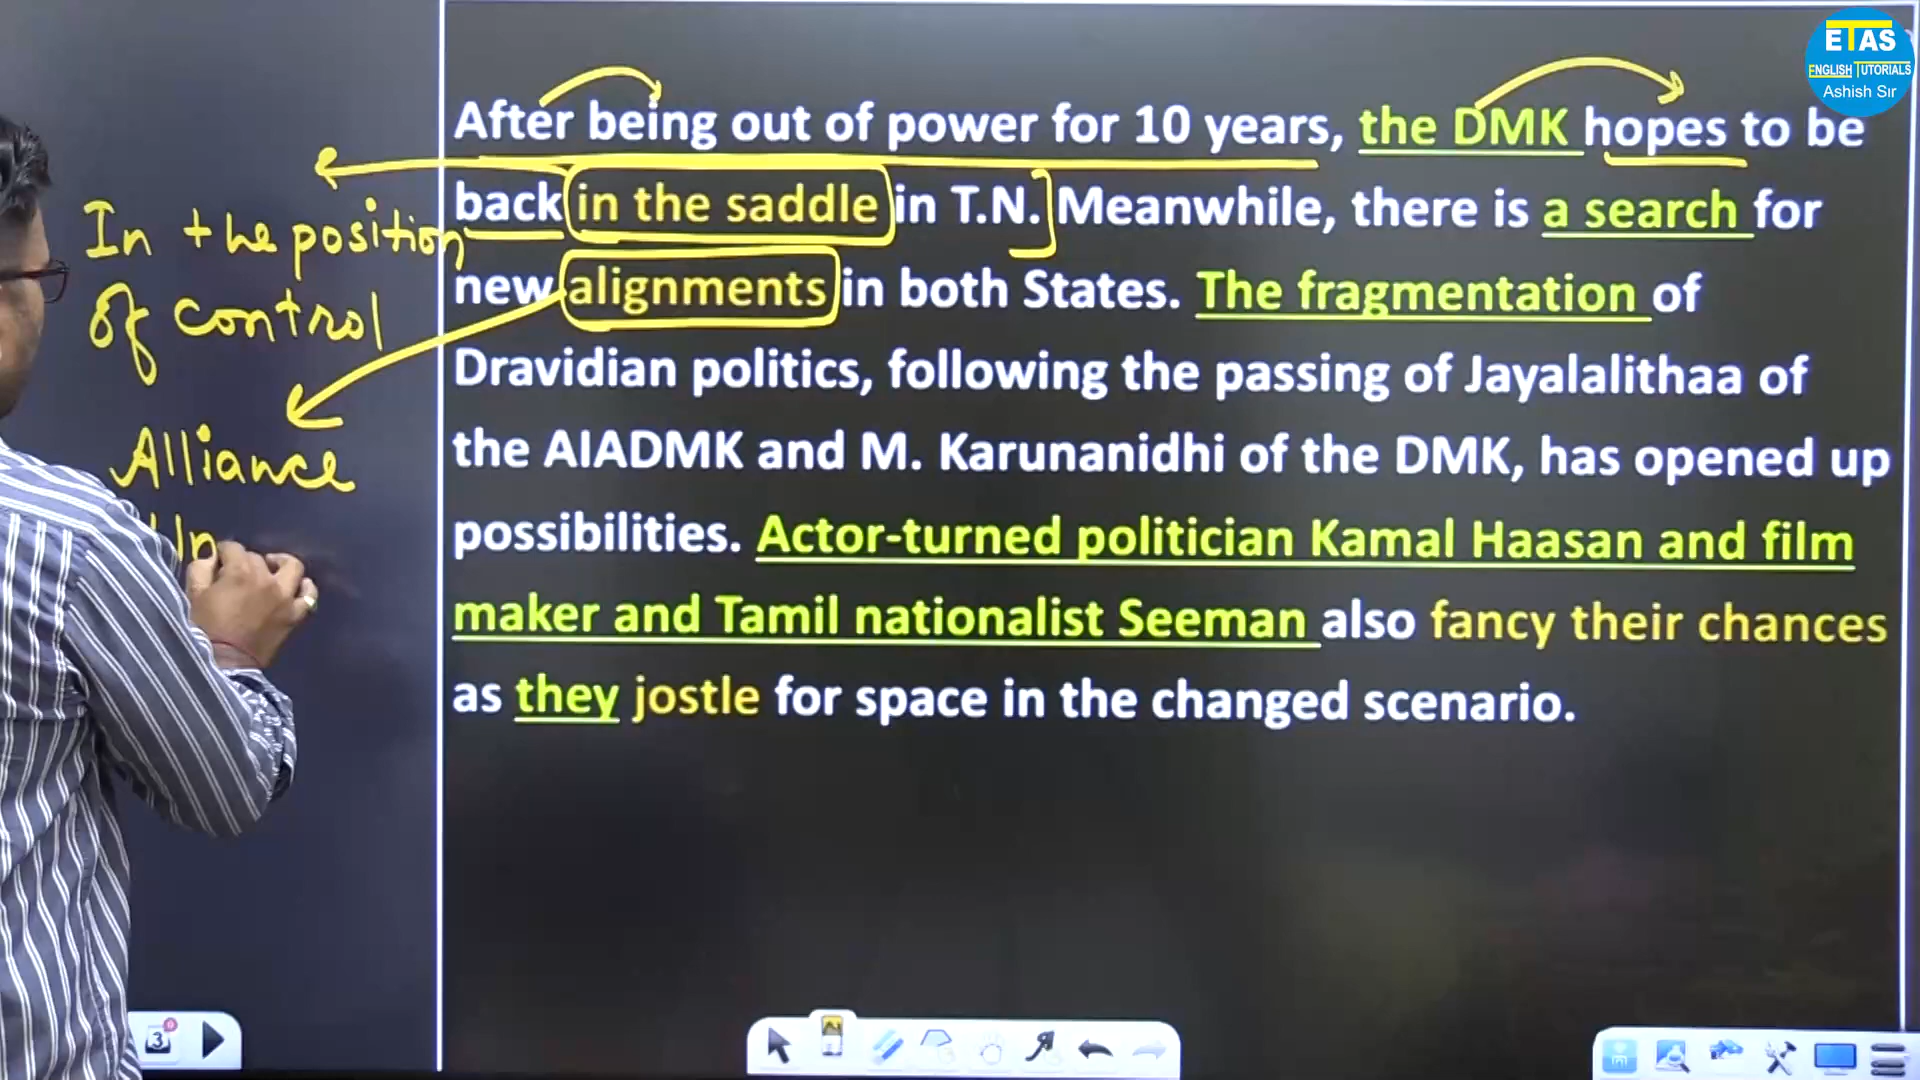 ETAS
ENGLISH TUTORIALS
Ashish Sir
After being out of power for 10 years, the DMK hopes to be
back in the saddle in T.N. Meanwhile, there is a search for
new alignments in both States. The fragmentation of
Dravidian politics, following the passing of Jayalalithaa of
the AIADMK and M. Karunanidhi of the DMK, has opened up
possibilities. Actor-turned politician Kamal Haasan and film
maker and Tamil nationalist Seeman also fancy their chances
as they jostle for space in the changed scenario.
In the position
of control
Alliance
Un
3